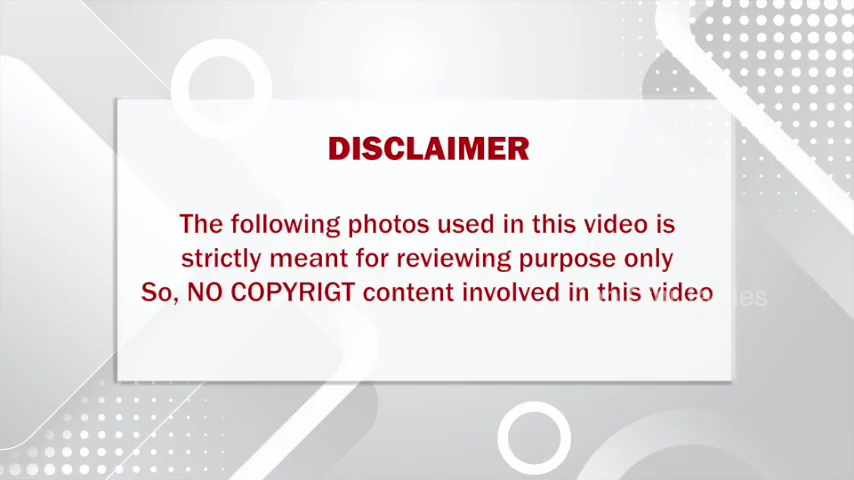 DISCLAIMER
The following photos used in this video is
strictly meant for reviewing purpose only
So, NO COPYRIGT content involved in this video